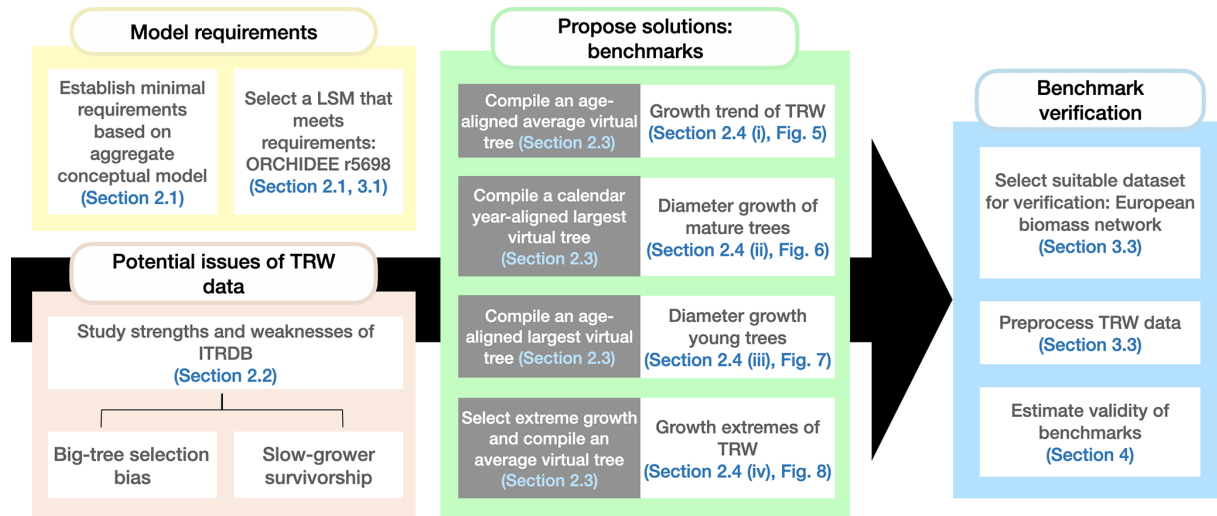 Model requirements
Establish minimal
requirements
based on
aggregate
conceptual model
(Section 2.1)
Select a LSM that
meets
requirements:
ORCHIDEE r5698
(Section 2.1, 3.1)
Potential issues of TRW
data
Study strengths and weaknesses of
ITRDB
(Section 2.2)
Big-tree selection
bias
Slow-grower
survivorship
Propose solutions:
benchmarks
Compile an age-
aligned average virtual
tree (Section 2.3)
Growth trend of TRW
(Section 2.4 (i), Fig. 5)
Compile a calendar
year-aligned largest
virtual tree
(Section 2.3)
Diameter growth of
mature trees
(Section 2.4 (ii), Fig. 6)
Compile an age-
aligned largest virtual
tree (Section 2.3)
Diameter growth
young trees
(Section 2.4 (iii), Fig. 7)
Select extreme growth
and compile an
average virtual tree
(Section 2.3)
Growth extremes of
TRW
(Section 2.4 (iv), Fig. 8)
Benchmark
verification
Select suitable dataset
for verification: European
biomass network
(Section 3.3)
Preprocess TRW data
(Section 3.3)
Estimate validity of
benchmarks
(Section 4)